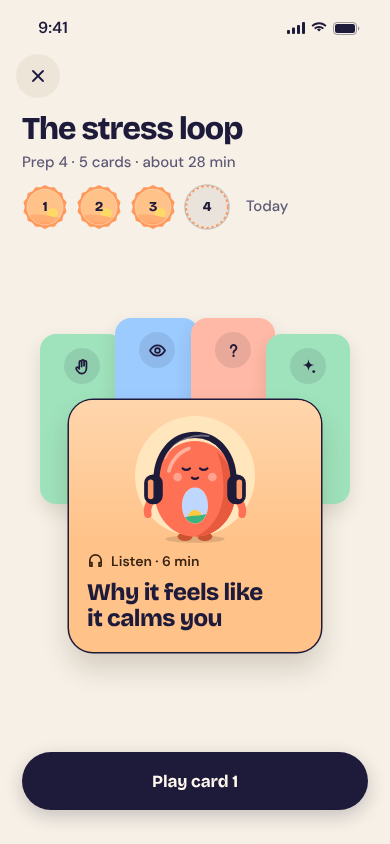 9:41
The stress loop
Prep 4 · 5 cards · about 28 min
1 2 3 4 Today
?
Listen · 6 min
Why it feels like
it calms you
Play card 1